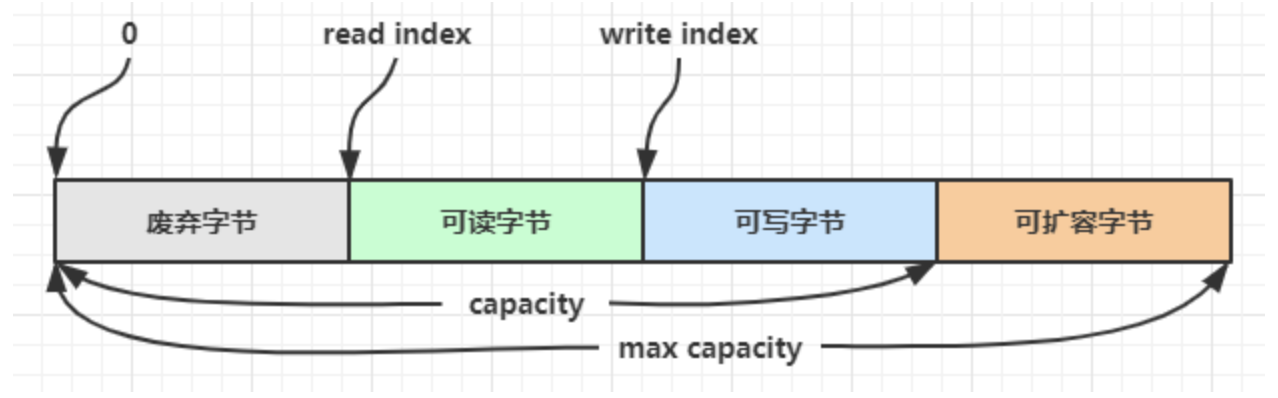 0 read index write index
废弃字节 可读字节 可写字节 可扩容字节
capacity
max capacity